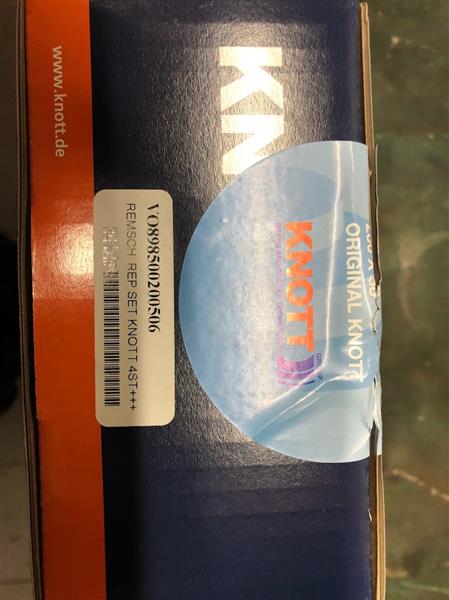 www.knott.de
KN
VO898500200506
REMSCH REP SET KNOTT 4ST+++
KNOTT
GROUP
ORIGINAL KNOTT